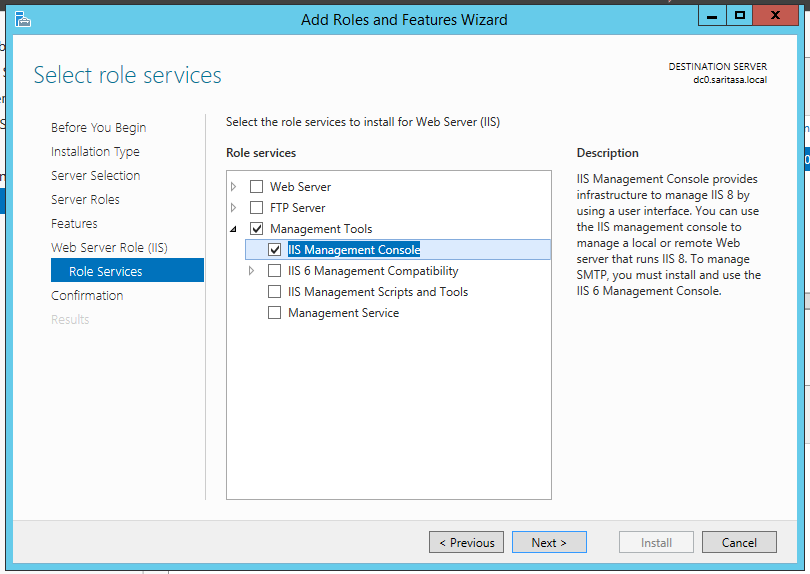 Add Roles and Features Wizard
Select role services
DESTINATION SERVER
dc0.saritasa.local
Before You Begin
Installation Type
Server Selection
Server Roles
Features
Web Server Role (IIS)
Role Services
Confirmation
Results
Select the role services to install for Web Server (IIS)
Role services
Web Server
FTP Server
Management Tools
IIS Management Console
IIS 6 Management Compatibility
IIS Management Scripts and Tools
Management Service
Description
IIS Management Console provides
infrastructure to manage IIS 8 by
using a user interface. You can use
the IIS management console to
manage a local or remote Web
server that runs IIS 8. To manage
SMTP, you must install and use the
IIS 6 Management Console.
< Previous
Next >
Install
Cancel